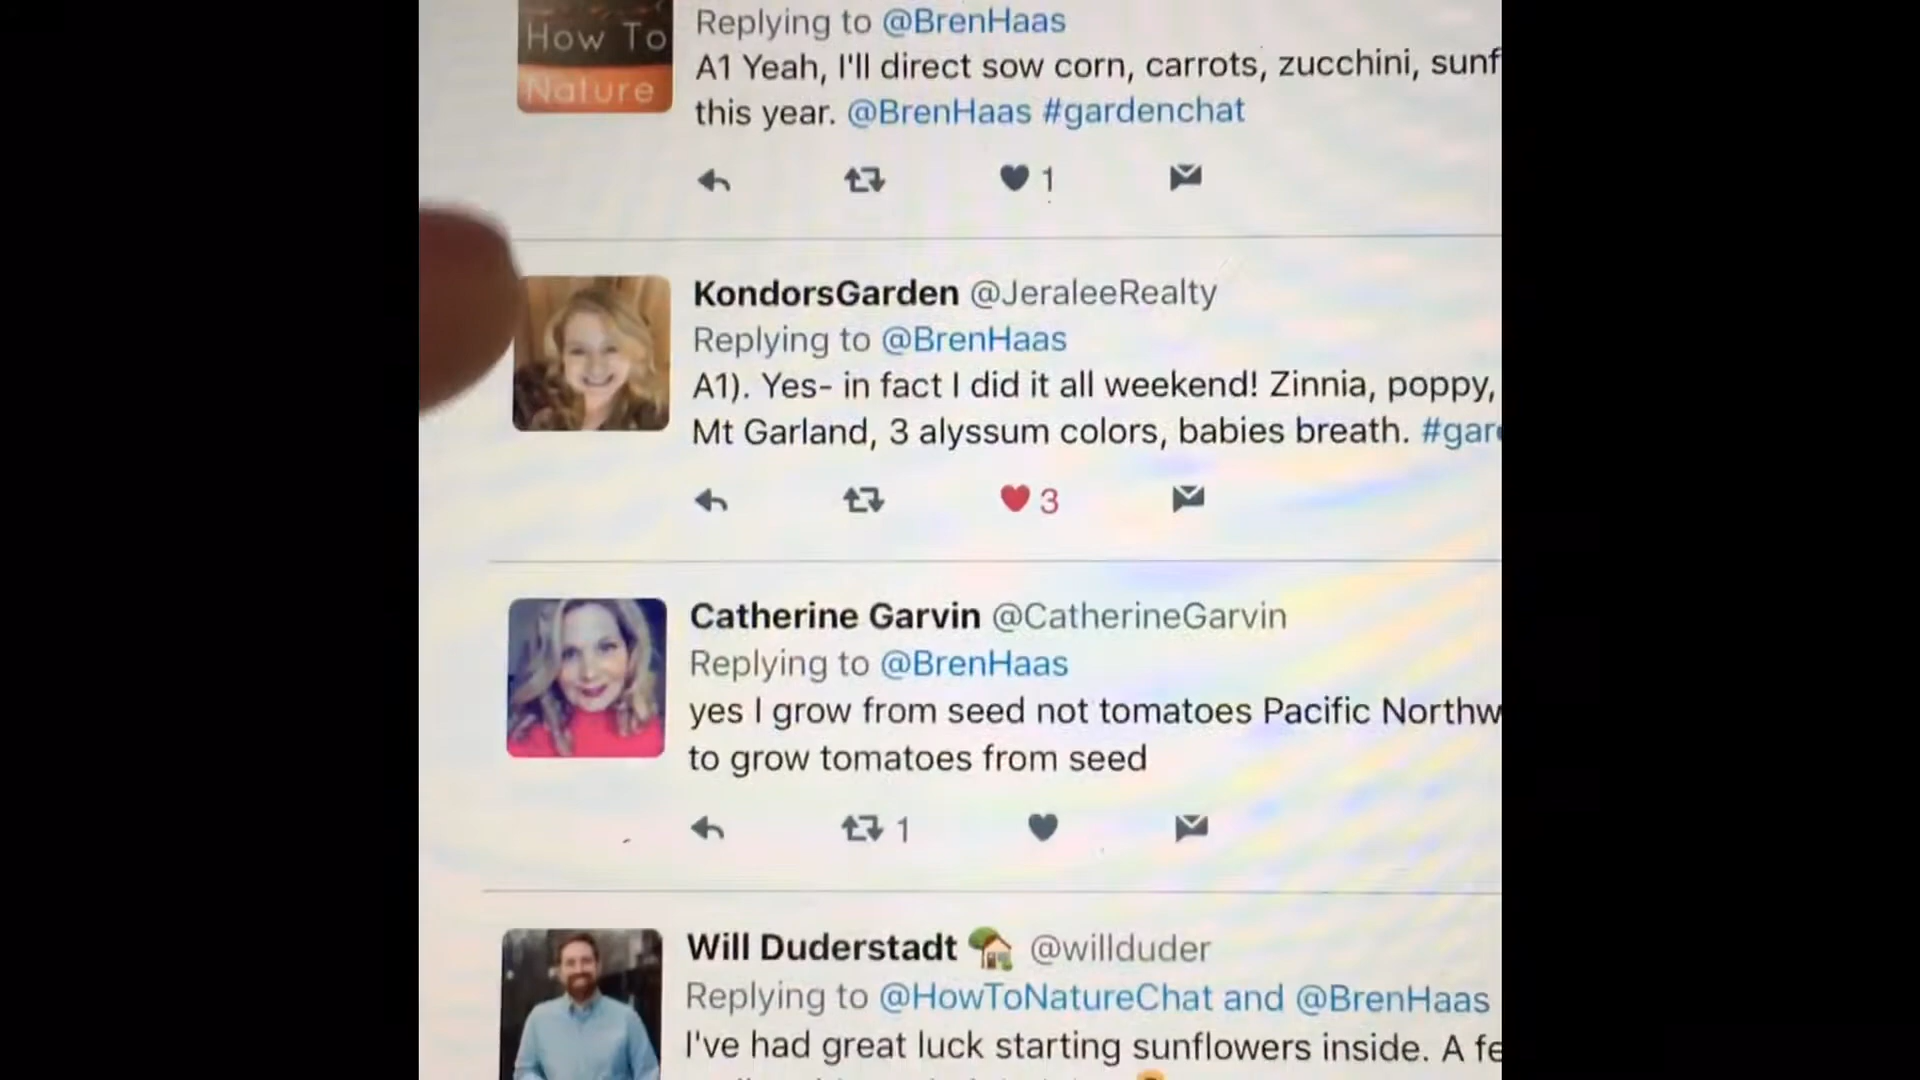 How To
Nature
Replying to @BrenHaas
A1 Yeah, I'll direct sow corn, carrots, zucchini, sunf
this year. @BrenHaas #gardenchat
1
KondorsGarden @JeraleeRealty
Replying to @BrenHaas
A1). Yes- in fact I did it all weekend! Zinnia, poppy,
Mt Garland, 3 alyssum colors, babies breath. #gar
3
Catherine Garvin @CatherineGarvin
Replying to @BrenHaas
yes I grow from seed not tomatoes Pacific Northw
to grow tomatoes from seed
1
Will Duderstadt @willduder
Replying to @HowToNatureChat and @BrenHaas
I've had great luck starting sunflowers inside. A fe